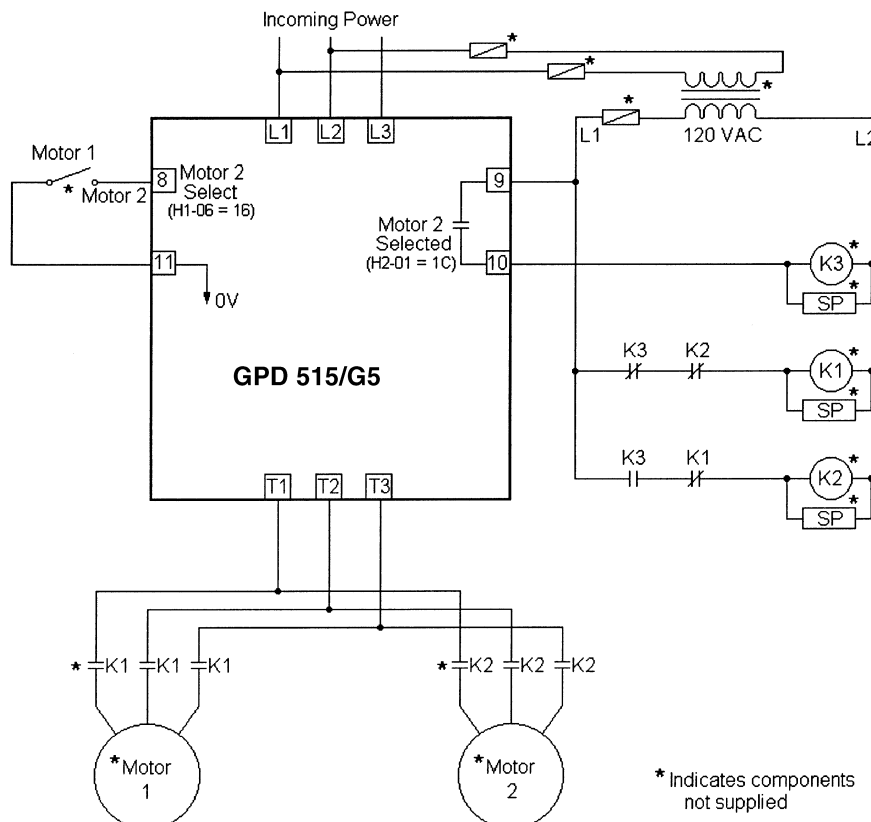 Incoming Power
*
*
*
*
L1
L2
L3
L1
120 VAC
L2
Motor 1
* Motor 2
8
Motor 2
Select
(H1-06 = 16)
9
Motor 2
Selected
(H2-01 = 1C)
11
0V
10
K3
*
SP
*
GPD 515/G5
K3
K2
K1
*
SP
*
K3
K1
K2
*
SP
*
T1
T2
T3
* K1
K1
K1
* K2
K2
K2
* Motor
1
* Motor
2
* Indicates components
not supplied